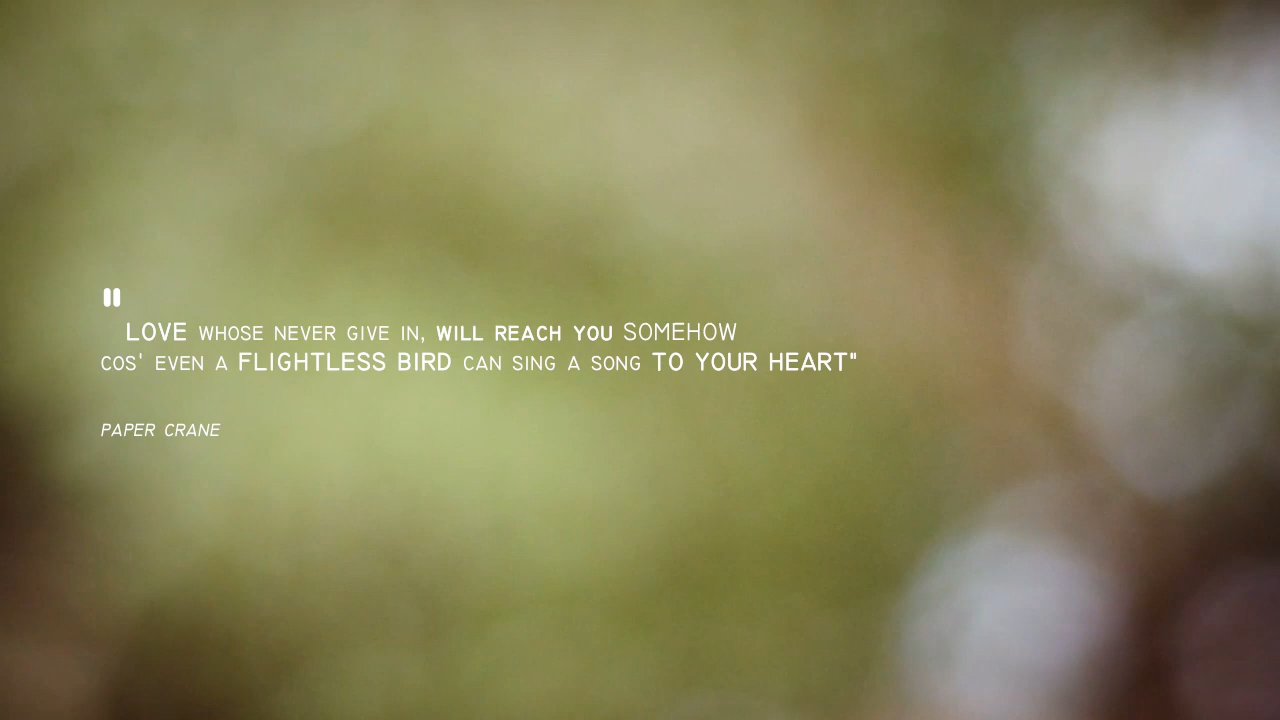 "
LOVE WHOSE NEVER GIVE IN, WILL REACH YOU SOMEHOW
COS' EVEN A FLIGHTLESS BIRD CAN SING A SONG TO YOUR HEART"
PAPER CRANE